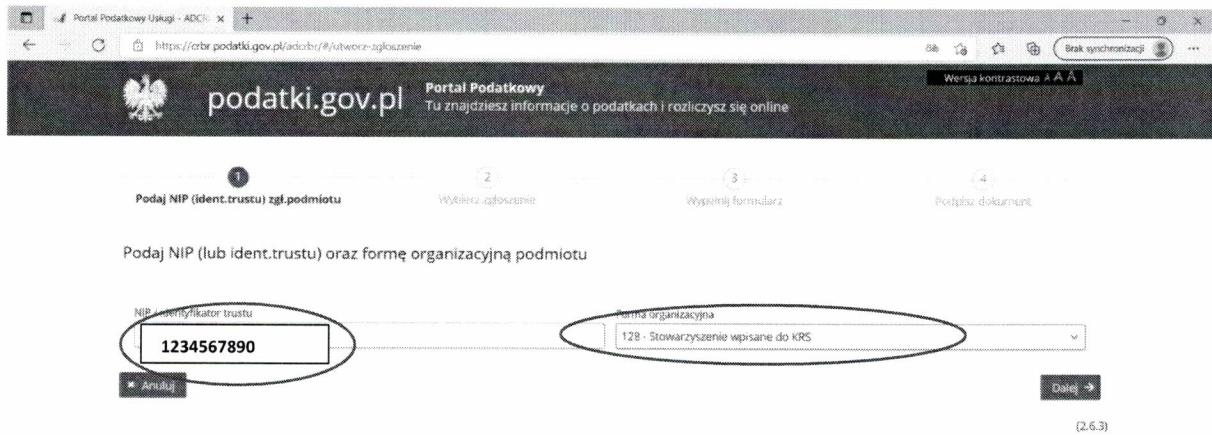 Portal Podatkowy Usługi - ADCR
https://crbr.podatki.gov.pl/adcrbr/#/utworz-zgloszenie
Brak synchronizacji
podatki.gov.pl
Portal Podatkowy
Tu znajdziesz informacje o podatkach i rozliczysz się online
Wersja kontrastowa A A A
1 2 3 4
Podaj NIP (ident.trustu) zgł.podmiotu Wybierz zgłoszenie Wypełnij formularz Podpisz dokument
Podaj NIP (lub ident.trustu) oraz formę organizacyjną podmiotu
NIP / identyfikator trustu Forma organizacyjna
1234567890 128 - Stowarzyszenie wpisane do KRS
× Anuluj Dalej →
(2.6.3)